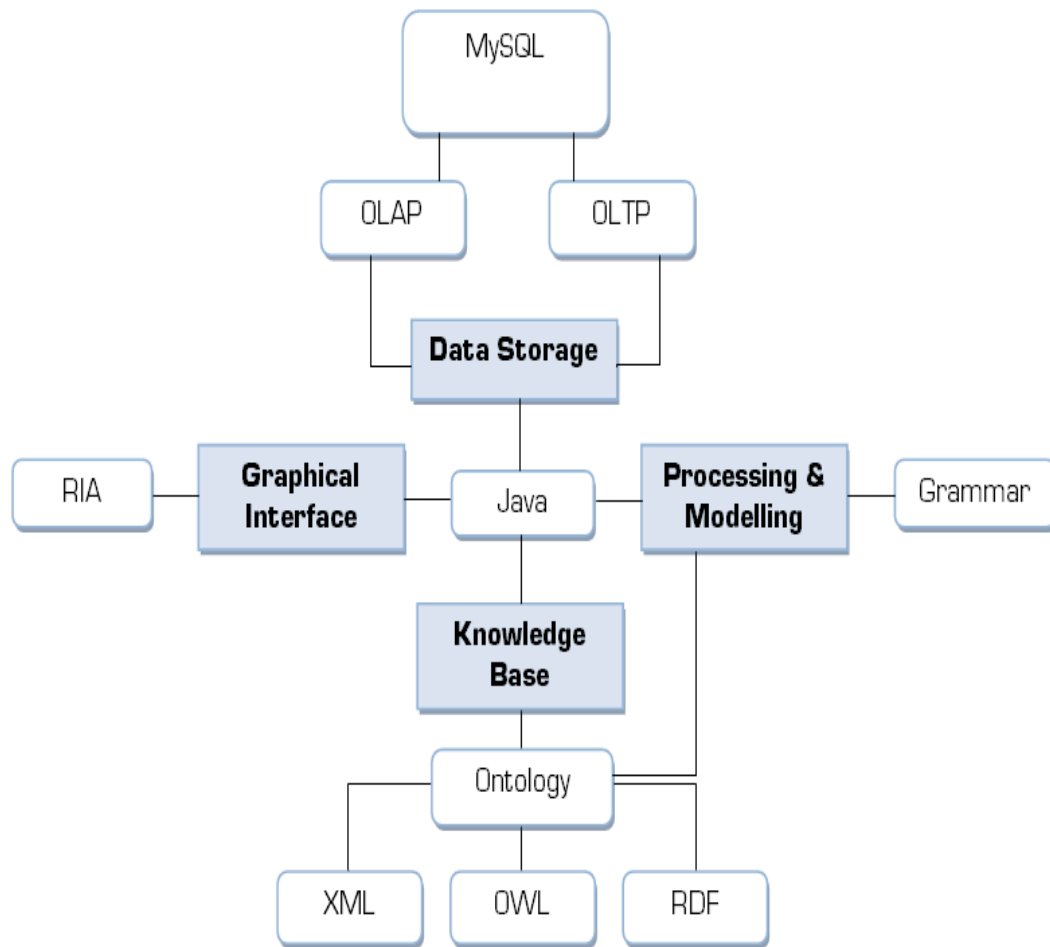 MySQL
OLAP
OLTP
Data Storage
RIA
Graphical
Interface
Java
Processing &
Modelling
Grammar
Knowledge
Base
Ontology
XML
OWL
RDF